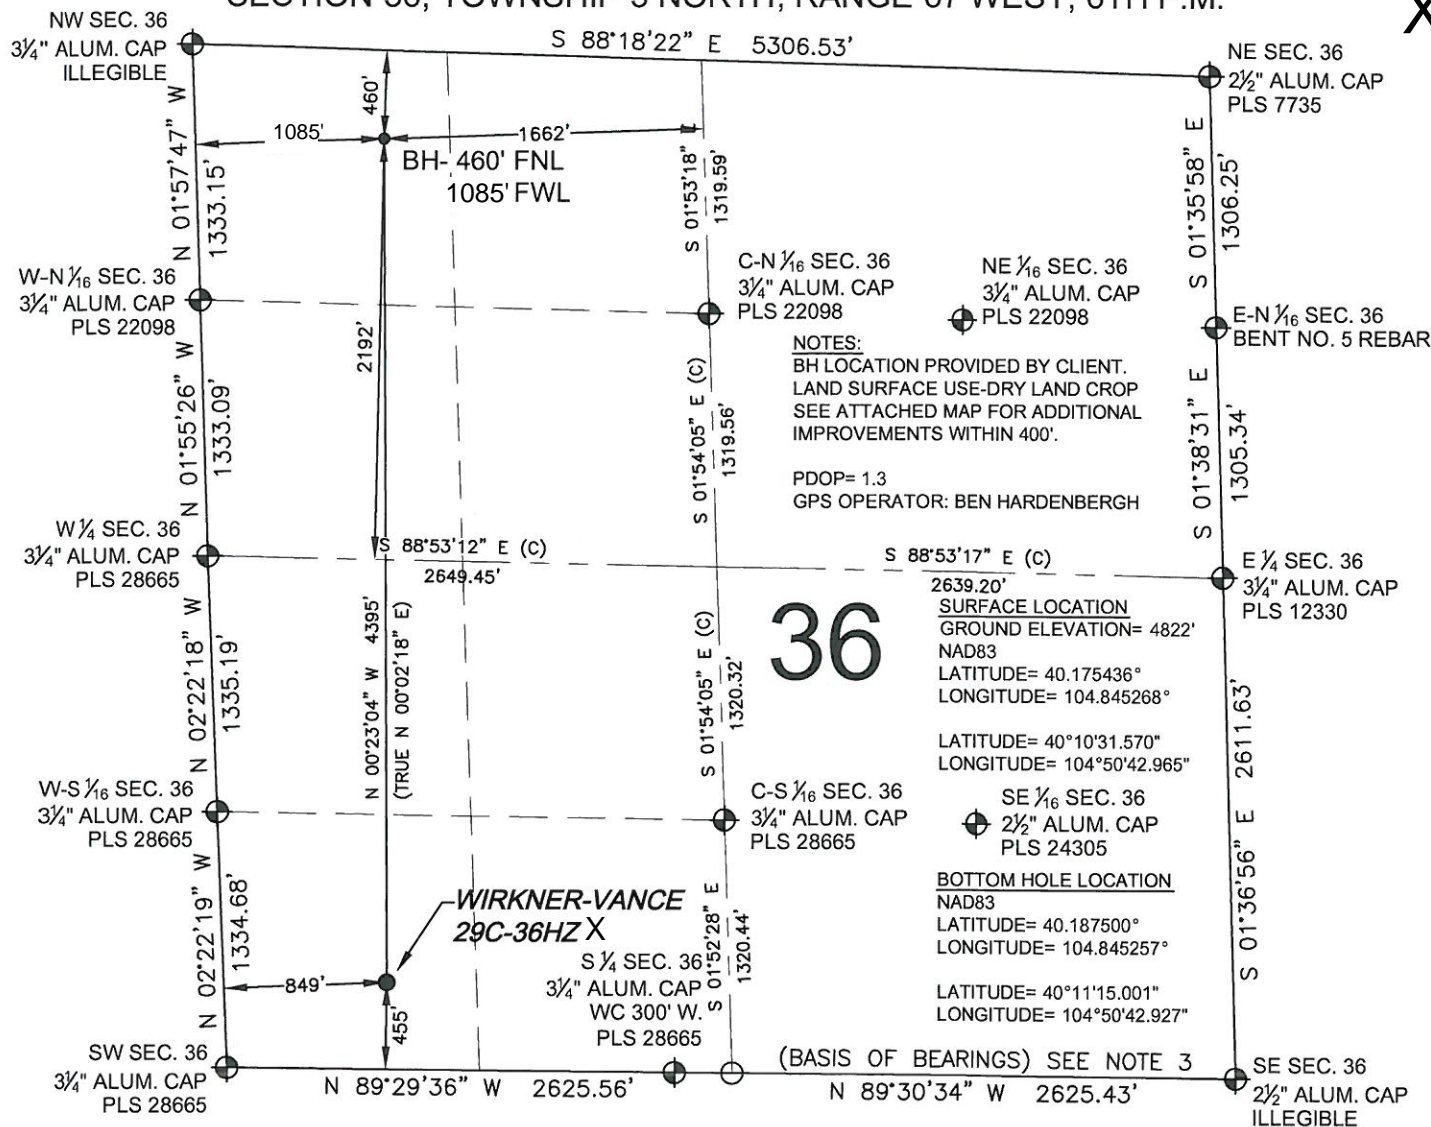 NW SEC. 36
3¼" ALUM. CAP
ILLEGIBLE
S 88°18'22" E 5306.53'
X
NE SEC. 36
2½" ALUM. CAP
PLS 7735
N 01°57'47" W
1333.15'
460'
1085'
1662'
BH- 460' FNL
1085' FWL
S 01°53'18" E
1319.59'
S 01°35'58" E
1306.25'
W-N 1⁄16 SEC. 36
3¼" ALUM. CAP
PLS 22098
C-N 1⁄16 SEC. 36
3¼" ALUM. CAP
PLS 22098
NE 1⁄16 SEC. 36
3¼" ALUM. CAP
PLS 22098
E-N 1⁄16 SEC. 36
BENT NO. 5 REBAR
2192'
NOTES:
BH LOCATION PROVIDED BY CLIENT.
LAND SURFACE USE-DRY LAND CROP
SEE ATTACHED MAP FOR ADDITIONAL
IMPROVEMENTS WITHIN 400'.
PDOP= 1.3
GPS OPERATOR: BEN HARDENBERGH
N 01°55'26" W
1333.09'
S 01°54'05" E (C)
1319.56'
S 01°38'31" E
1305.34'
W ¼ SEC. 36
3¼" ALUM. CAP
PLS 28665
S 88°53'12" E (C)
2649.45'
S 88°53'17" E (C)
2639.20'
E ¼ SEC. 36
3¼" ALUM. CAP
PLS 12330
36
SURFACE LOCATION
GROUND ELEVATION= 4822'
NAD83
LATITUDE= 40.175436°
LONGITUDE= 104.845268°
LATITUDE= 40°10'31.570"
LONGITUDE= 104°50'42.965"
N 02°22'18" W
1335.19'
N 00°23'04" W 4395'
(TRUE N 00°02'18" E)
S 01°54'05" E (C)
1320.32'
S 01°36'56" E 2611.63'
W-S 1⁄16 SEC. 36
3¼" ALUM. CAP
PLS 28665
C-S 1⁄16 SEC. 36
3¼" ALUM. CAP
PLS 28665
SE 1⁄16 SEC. 36
2½" ALUM. CAP
PLS 24305
BOTTOM HOLE LOCATION
NAD83
LATITUDE= 40.187500°
LONGITUDE= 104.845257°
LATITUDE= 40°11'15.001"
LONGITUDE= 104°50'42.927"
N 02°22'19" W
1334.68'
WIRKNER-VANCE
29C-36HZ X
849'
455'
S ¼ SEC. 36
3¼" ALUM. CAP
WC 300' W.
PLS 28665
S 01°52'28" E
1320.44'
SW SEC. 36
3¼" ALUM. CAP
PLS 28665
N 89°29'36" W 2625.56'
(BASIS OF BEARINGS) SEE NOTE 3
N 89°30'34" W 2625.43'
SE SEC. 36
2½" ALUM. CAP
ILLEGIBLE